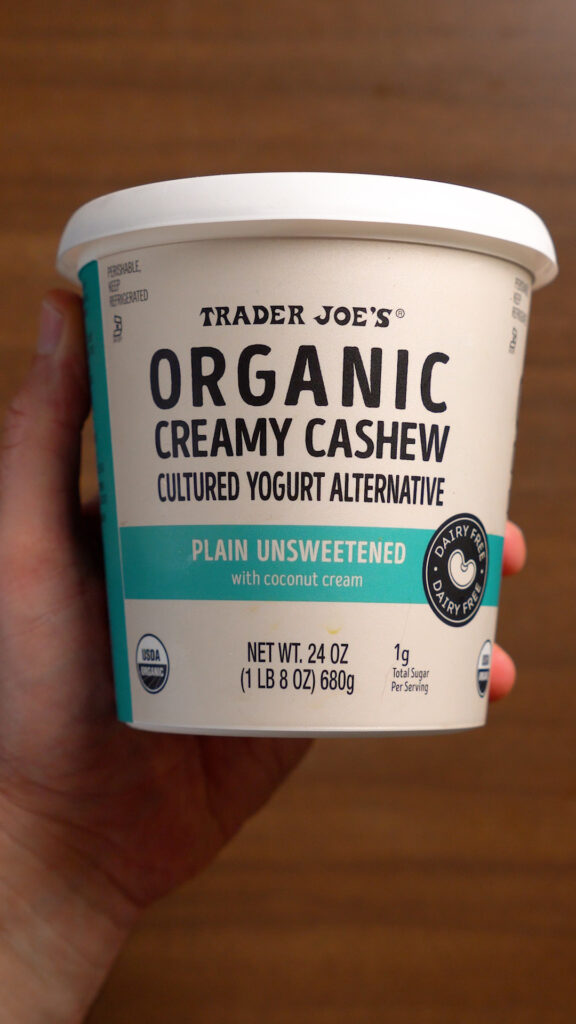 PERISHABLE,
KEEP
REFRIGERATED
TRADER JOE'S®
ORGANIC
CREAMY CASHEW
CULTURED YOGURT ALTERNATIVE
PLAIN UNSWEETENED
with coconut cream
DAIRY FREE
DAIRY FREE
USDA
ORGANIC
NET WT. 24 OZ
(1 LB 8 OZ) 680g
1g
Total Sugar
Per Serving